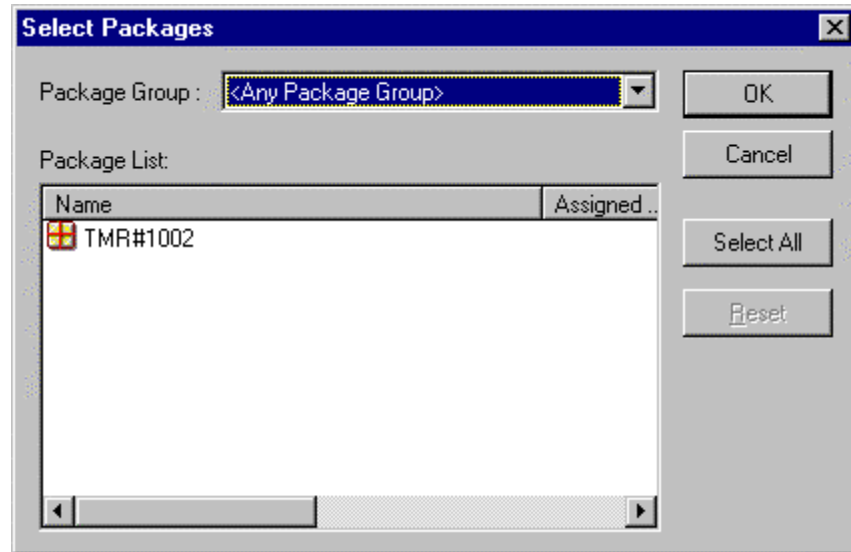 Select Packages
Package Group : <Any Package Group>
OK
Cancel
Package List:
Name Assigned ..
TMR#1002
Select All
Reset